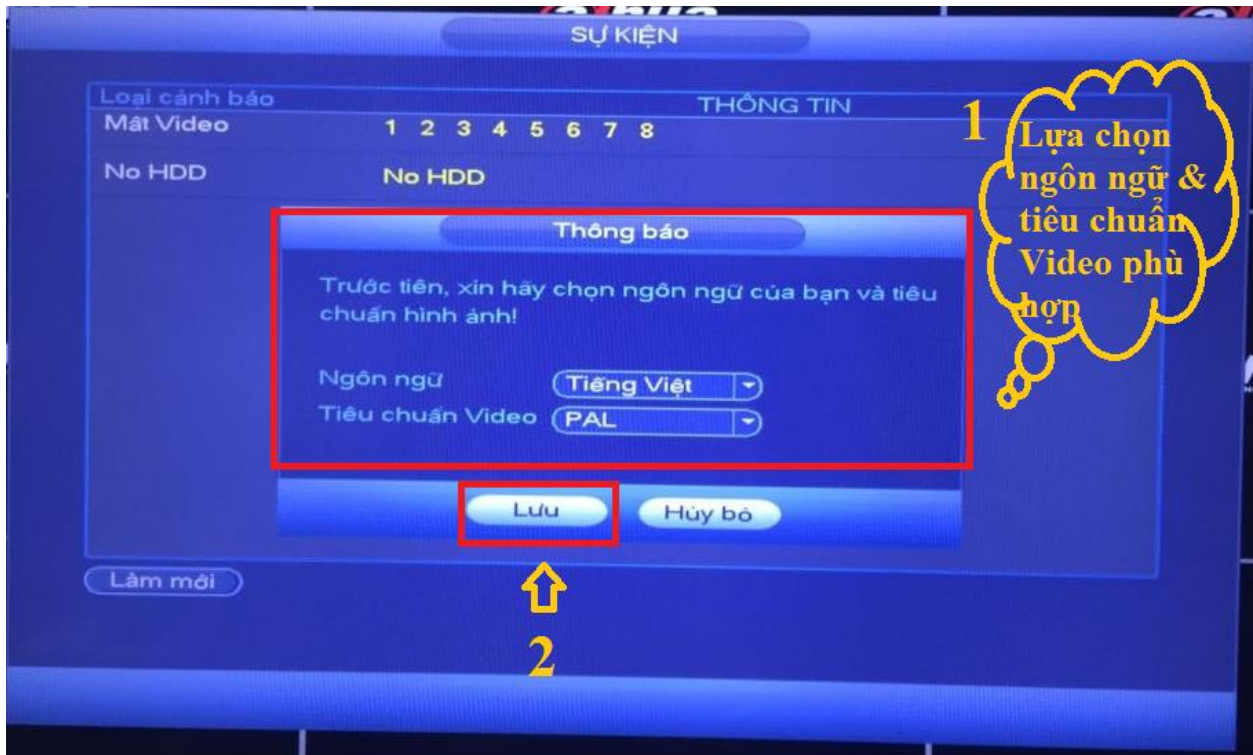 alhua
SỰ KIỆN
Loại cảnh báo THÔNG TIN
Mất Video 1 2 3 4 5 6 7 8
No HDD No HDD
Thông báo
Trước tiên, xin hãy chọn ngôn ngữ của bạn và tiêu
chuẩn hình ảnh!
Ngôn ngữ Tiếng Việt
Tiêu chuẩn Video PAL
Lưu Hủy bỏ
Làm mới
1
Lựa chọn
ngôn ngữ &
tiêu chuẩn
Video phù
hợp
2